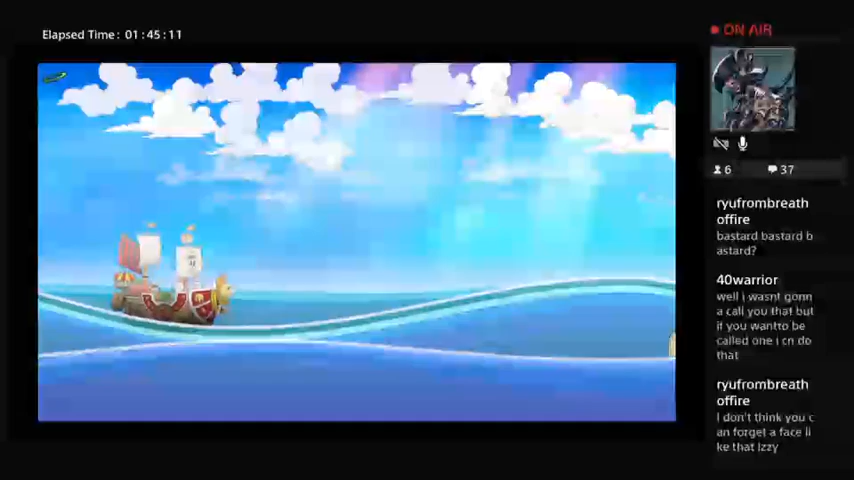 Elapsed Time: 01:45:11
ON AIR
6
37
ryufrombreath
offire
bastard bastard b
astard?
40warrior
well i wasnt gonn
a call you that but
if you wantto be
called one i cn do
that
ryufrombreath
offire
I don't think you c
an forget a face li
ke that Izzy